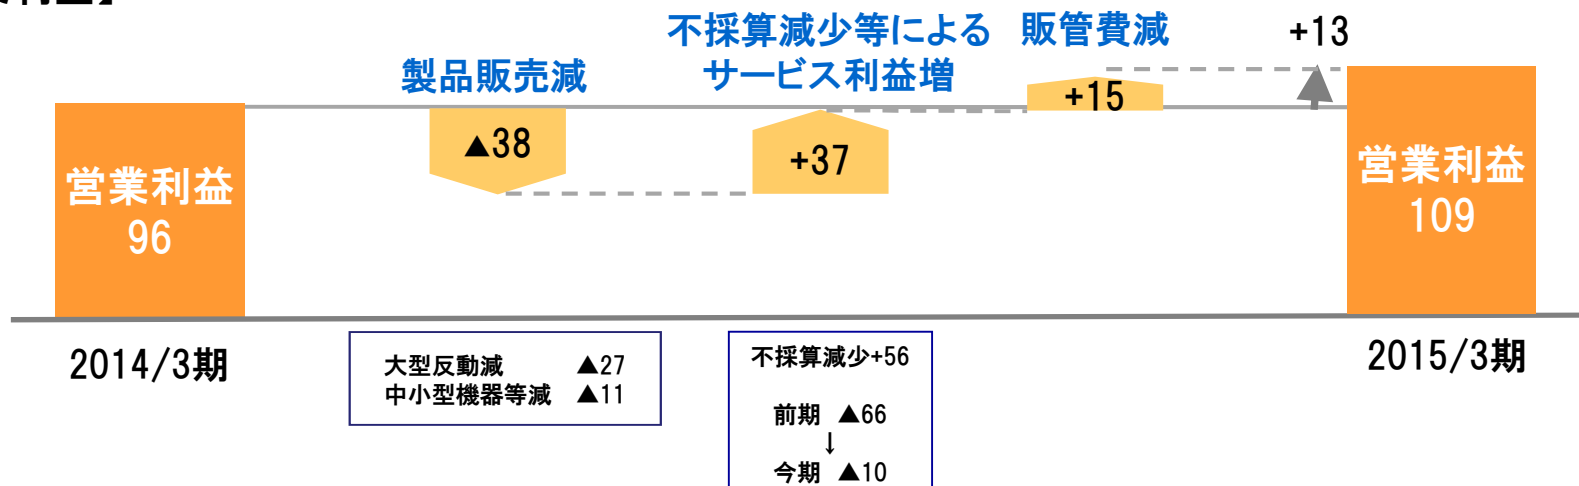 製品販売減
不採算減少等による
サービス利益増
販管費減
+13
▲38
+37
+15
営業利益
96
営業利益
109
2014/3期
2015/3期
大型反動減 ▲27
中小型機器等減 ▲11
不採算減少+56
前期 ▲66
↓
今期 ▲10